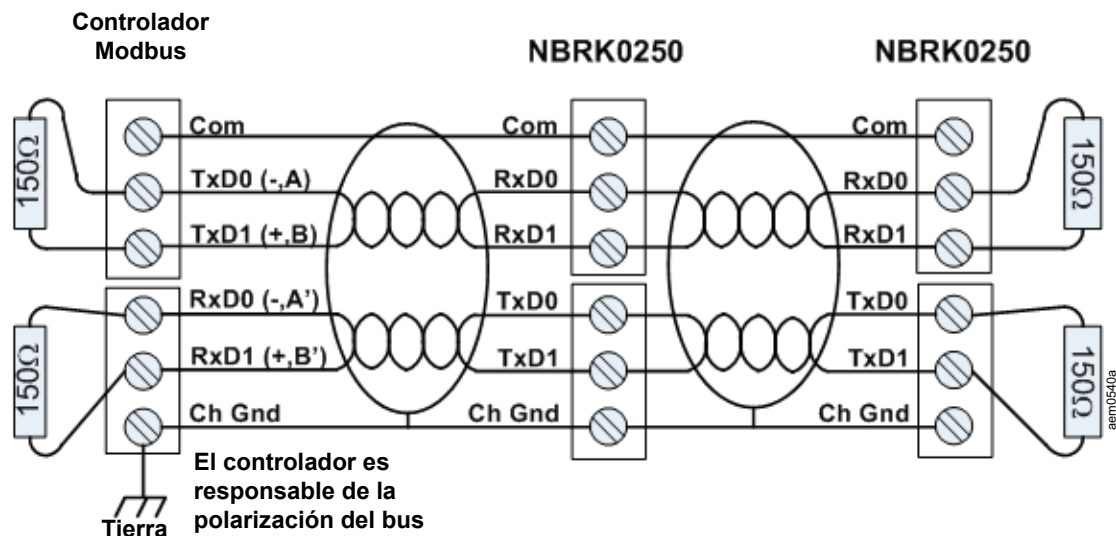 Controlador
Modbus
NBRK0250
NBRK0250
150Ω
Com
Com
Com
150Ω
TxD0 (-,A)
RxD0
RxD0
TxD1 (+,B)
RxD1
RxD1
150Ω
RxD0 (-,A’)
TxD0
TxD0
150Ω
RxD1 (+,B’)
TxD1
TxD1
Ch Gnd
Ch Gnd
Ch Gnd
aem0540a
El controlador es
responsable de la
polarización del bus
Tierra